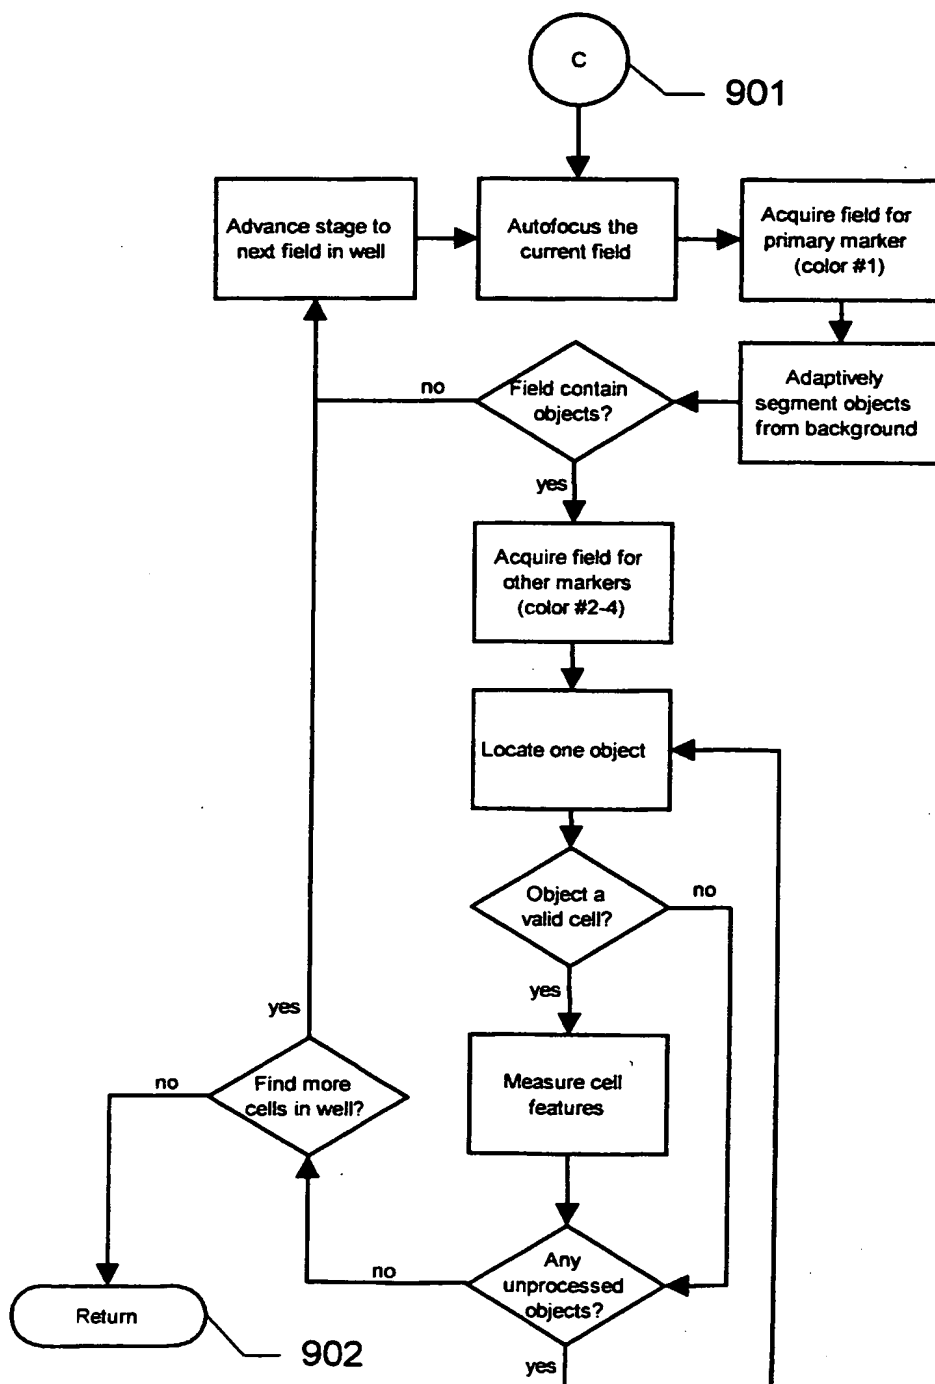 C
901
Advance stage to
next field in well
Autofocus the
current field
Acquire field for
primary marker
(color #1)
Adaptively
segment objects
from background
Field contain
objects?
no
yes
Acquire field for
other markers
(color #2-4)
Locate one object
Object a
valid cell?
no
yes
Measure cell
features
Any
unprocessed
objects?
no
yes
Find more
cells in well?
yes
no
Return
902